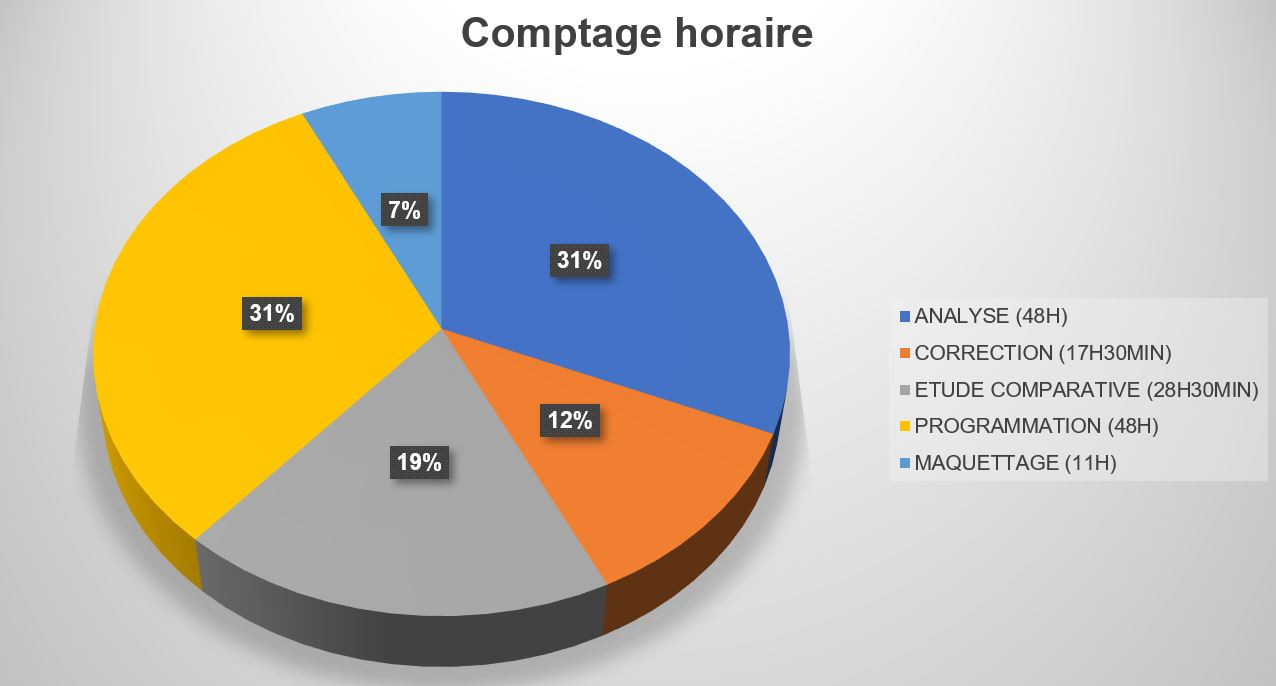 Comptage horaire
7%
31%
31%
12%
19%
ANALYSE (48H)
CORRECTION (17H30MIN)
ETUDE COMPARATIVE (28H30MIN)
PROGRAMMATION (48H)
MAQUETTAGE (11H)